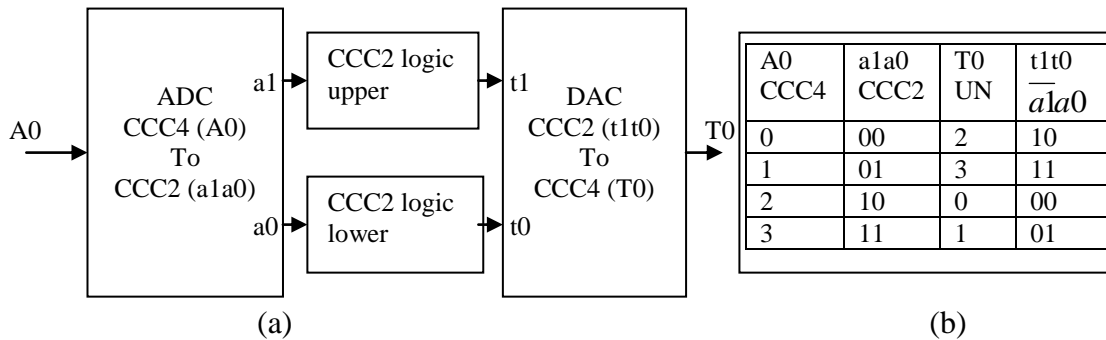 A0
ADC
CCC4 (A0)
To
CCC2 (a1a0)
a1
a0
CCC2 logic
upper
CCC2 logic
lower
t1
t0
DAC
CCC2 (t1t0)
To
CCC4 (T0)
T0
(a)
A0 CCC4 a1a0 CCC2 T0 UN t1t0 a̅1̅a0
0 00 2 10
1 01 3 11
2 10 0 00
3 11 1 01
(b)